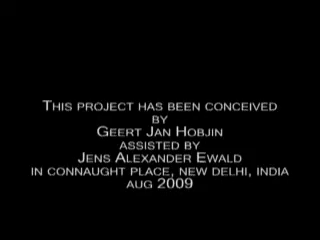 This project has been conceived
by
Geert Jan Hobjin
assisted by
Jens Alexander Ewald
in connaught place, new delhi, india
aug 2009